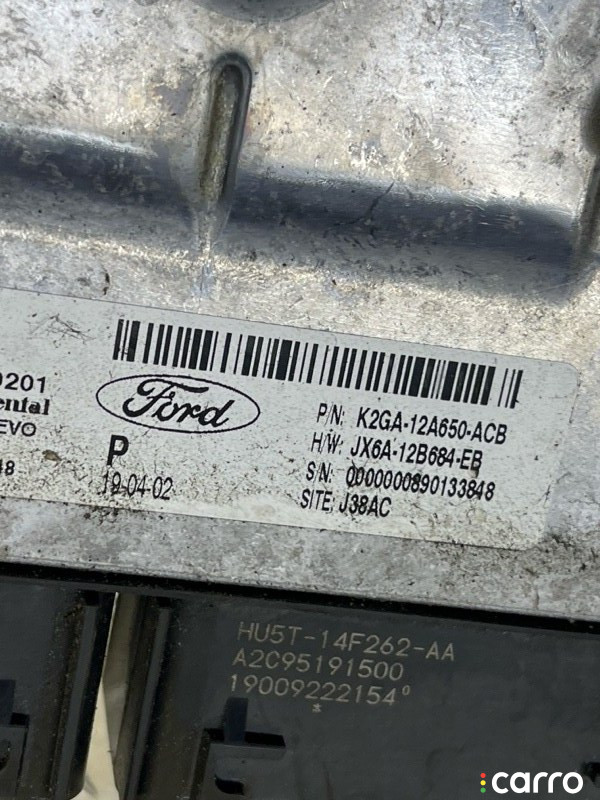 0201
ental
EVO
48
Ford
P
19-04-02
P/N: K2GA-12A650-ACB
H/W: JX6A-12B684-EB
S/N: 0000000890133848
SITE: J38AC
HU5T-14F262-AA
A2C95191500
19009222154°
*
carro